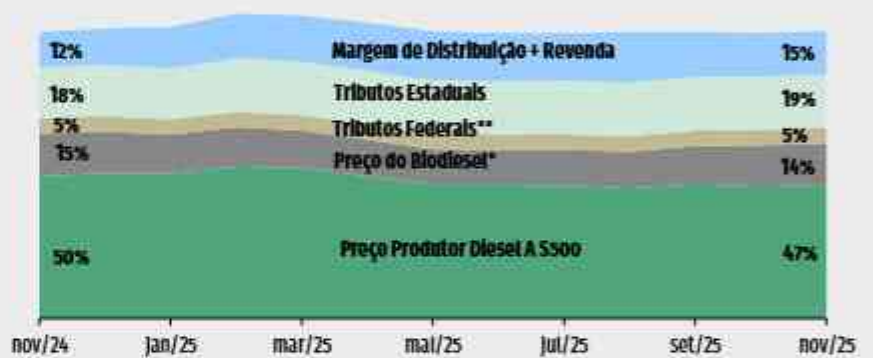 12% Margem de Distribuição + Revenda 15%
18% Tributos Estaduais 19%
5% Tributos Federais** 5%
15% Preço do Biodiesel* 14%
50% Preço Produtor Diesel A S500 47%
nov/24 jan/25 mar/25 mai/25 jul/25 set/25 nov/25